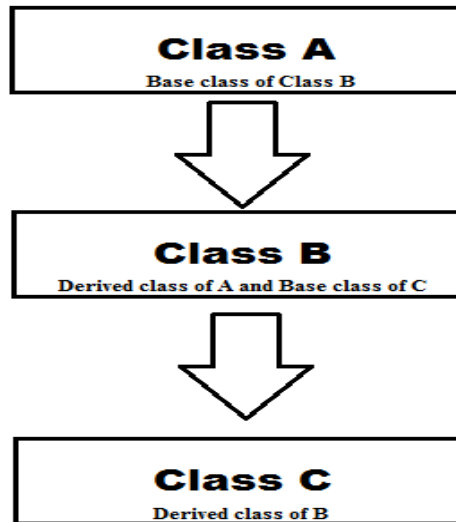 Class A
Base class of Class B
Class B
Derived class of A and Base class of C
Class C
Derived class of B